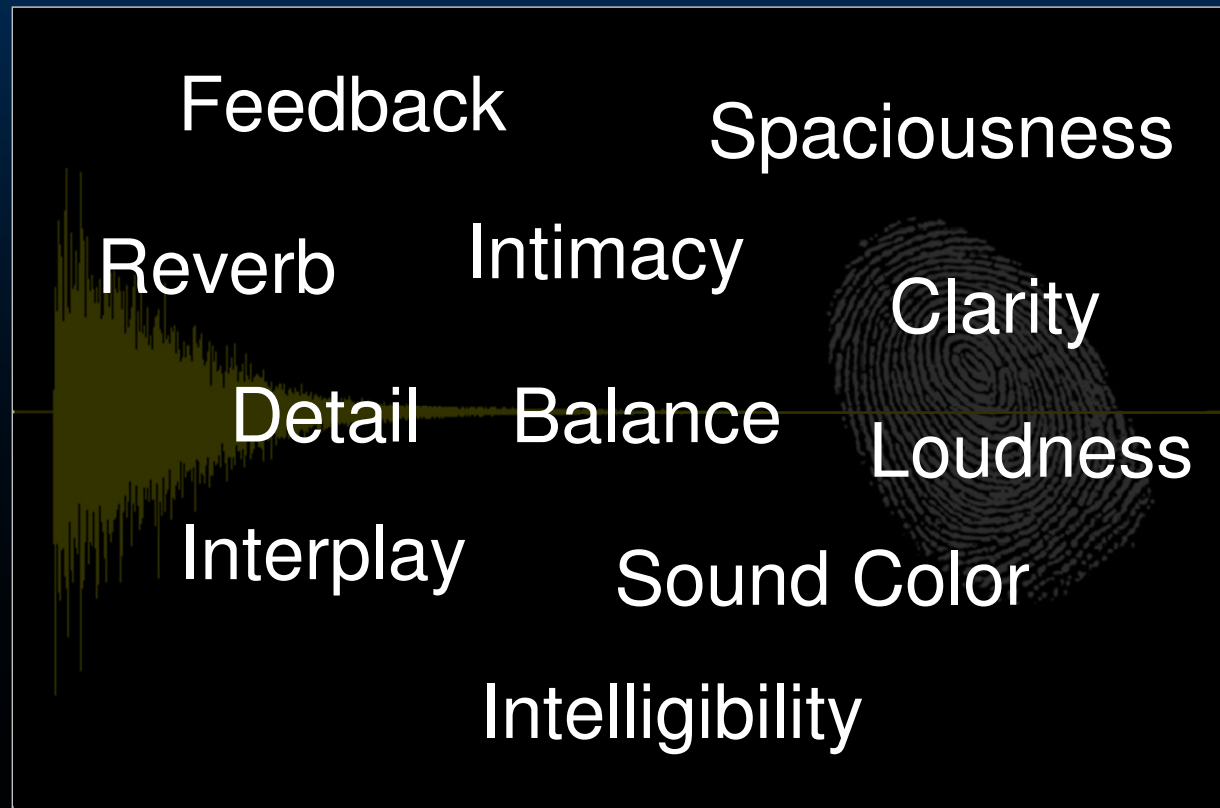 Feedback
Spaciousness
Reverb
Intimacy
Clarity
Detail
Balance
Loudness
Interplay
Sound Color
Intelligibility